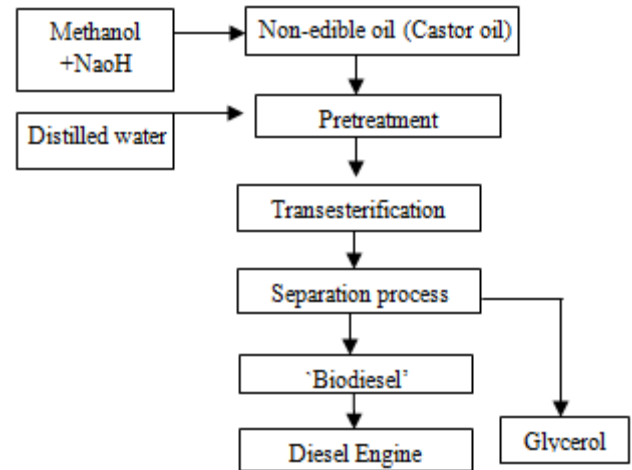 Methanol
+NaoH
Non-edible oil (Castor oil)
Distilled water
Pretreatment
Transesterification
Separation process
`Biodiesel’
Diesel Engine
Glycerol